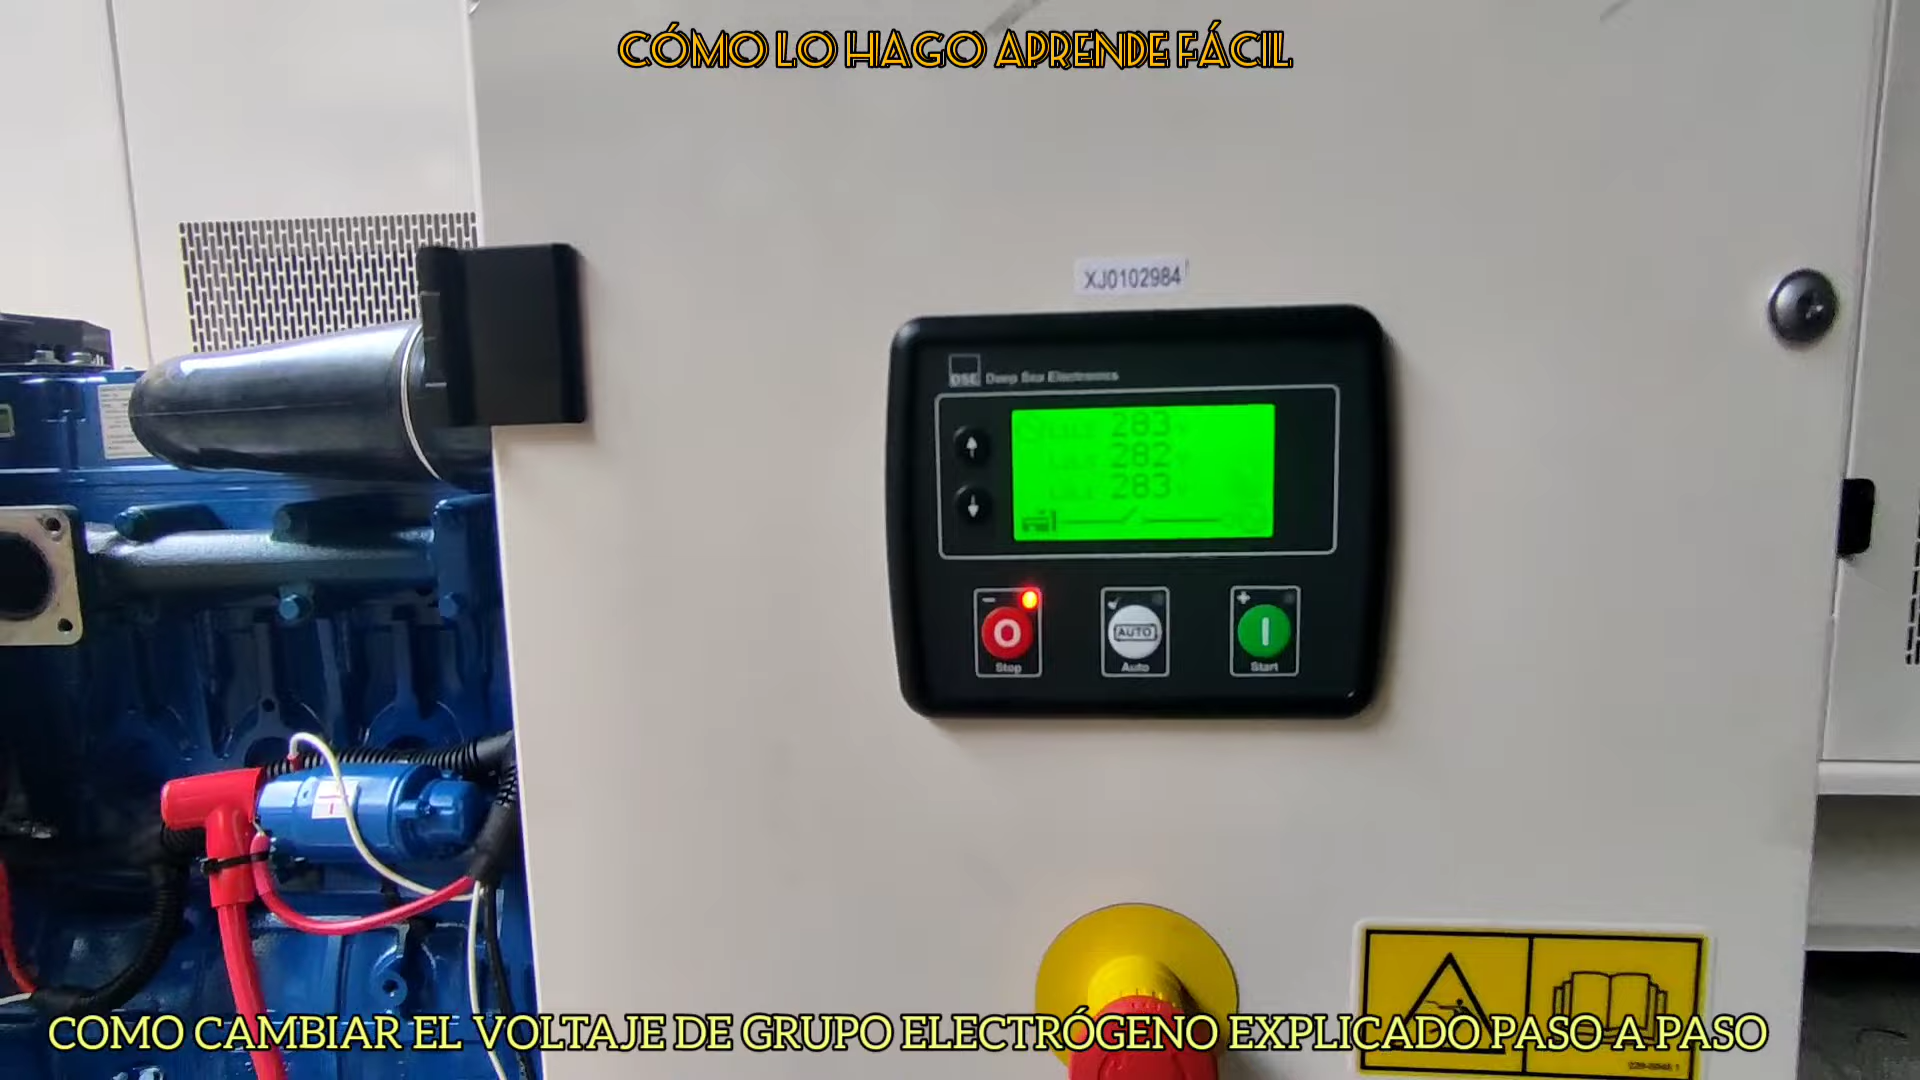 CÓMO LO HAGO APRENDE FÁCIL
XJ0102984
DSE Deep Sea Electronics
283
282
283
Stop
AUTO
Auto
Start
COMO CAMBIAR EL VOLTAJE DE GRUPO ELECTRÓGENO EXPLICADO PASO A PASO